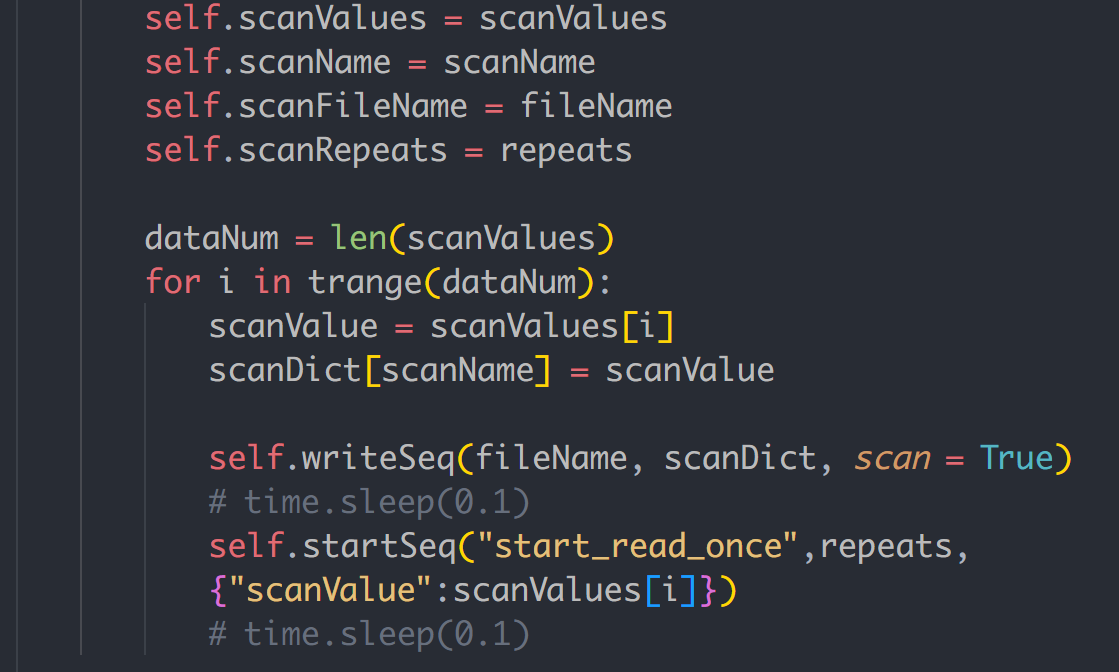 self.scanValues = scanValues
self.scanName = scanName
self.scanFileName = fileName
self.scanRepeats = repeats
dataNum = len(scanValues)
for i in trange(dataNum):
scanValue = scanValues[i]
scanDict[scanName] = scanValue
self.writeSeq(fileName, scanDict, scan = True)
# time.sleep(0.1)
self.startSeq("start_read_once",repeats,
{"scanValue":scanValues[i]})
# time.sleep(0.1)